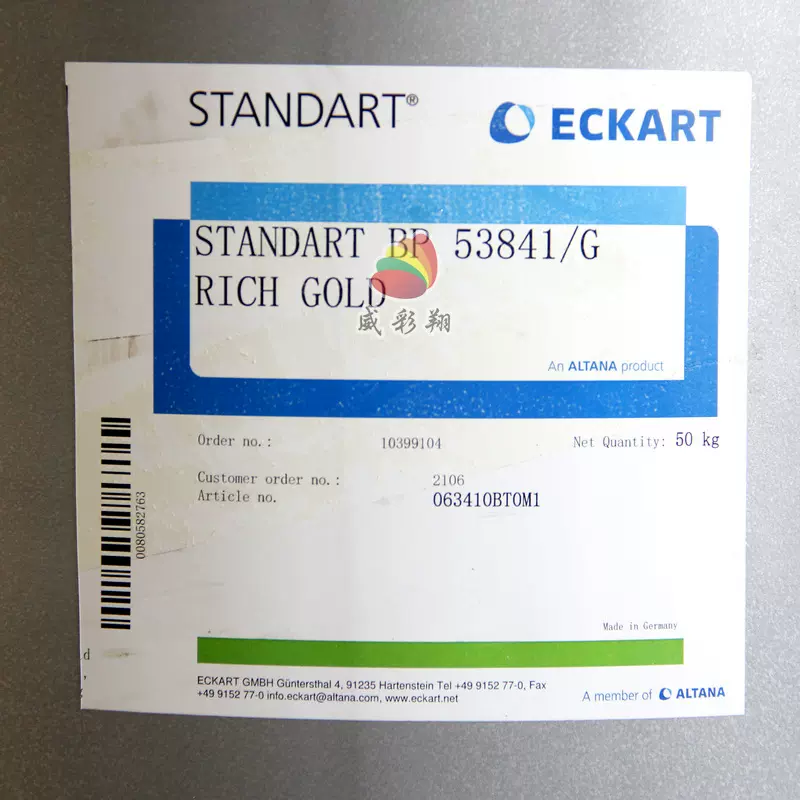 STANDART®
ECKART
STANDART BP 53841/G
RICH GOLD
威彩翔
An ALTANA product
Order no.: 10399104 Net Quantity: 50 kg
Customer order no.: 2106
Article no. 063410BT0M1
0080582763
Made in Germany
d
ECKART GMBH Güntersthal 4, 91235 Hartenstein Tel +49 9152 77-0, Fax
+49 9152 77-0 info.eckart@altana.com, www.eckart.net
A member of ALTANA